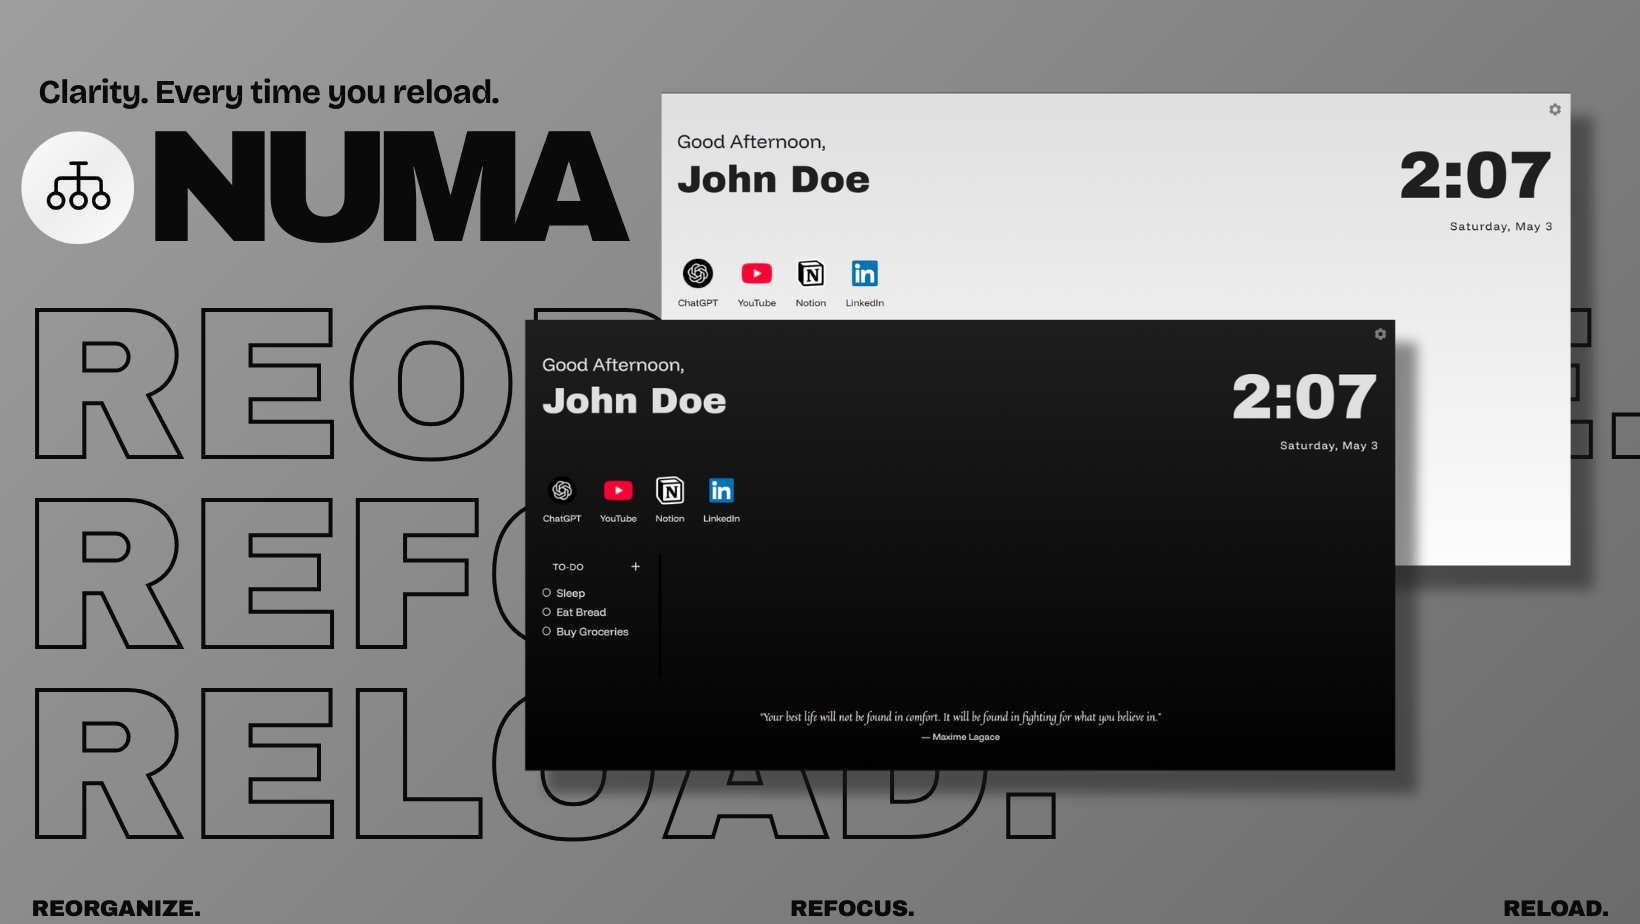 Clarity. Every time you reload.
NUMA
Good Afternoon,
John Doe
2:07
Saturday, May 3
ChatGPT YouTube Notion LinkedIn
Good Afternoon,
John Doe
2:07
Saturday, May 3
ChatGPT YouTube Notion LinkedIn
TO-DO +
Sleep
Eat Bread
Buy Groceries
"Your best life will not be found in comfort. It will be found in fighting for what you believe in."
— Maxime Lagace
RELOAD.
REORGANIZE. REFOCUS. RELOAD.